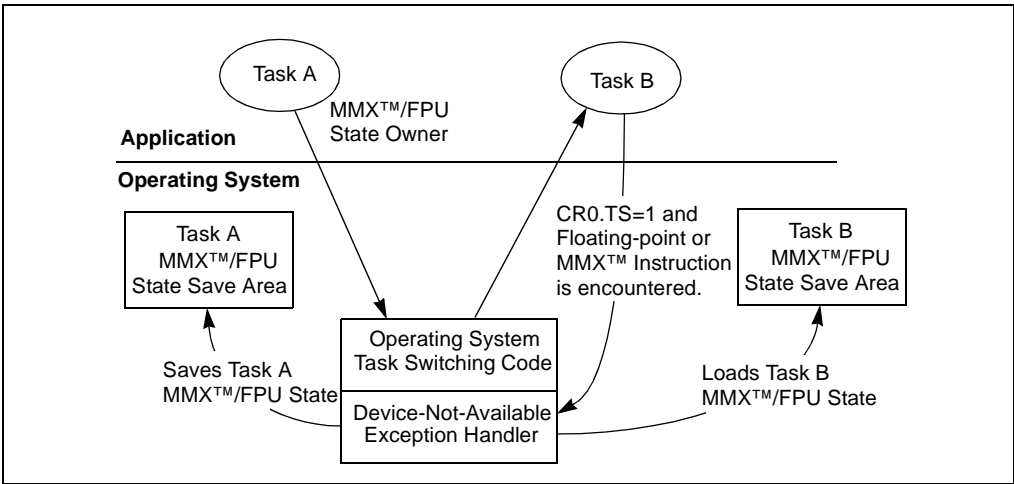 Task A
Task B
MMX™/FPU
State Owner
Application
Operating System
Task A
MMX™/FPU
State Save Area
CR0.TS=1 and
Floating-point or
MMX™ Instruction
is encountered.
Task B
MMX™/FPU
State Save Area
Operating System
Task Switching Code
Saves Task A
MMX™/FPU State
Device-Not-Available
Exception Handler
Loads Task B
MMX™/FPU State